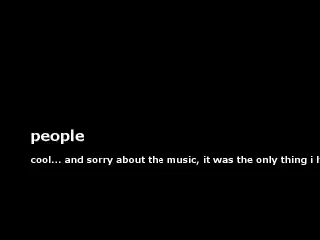 people
cool... and sorry about the music, it was the only thing i